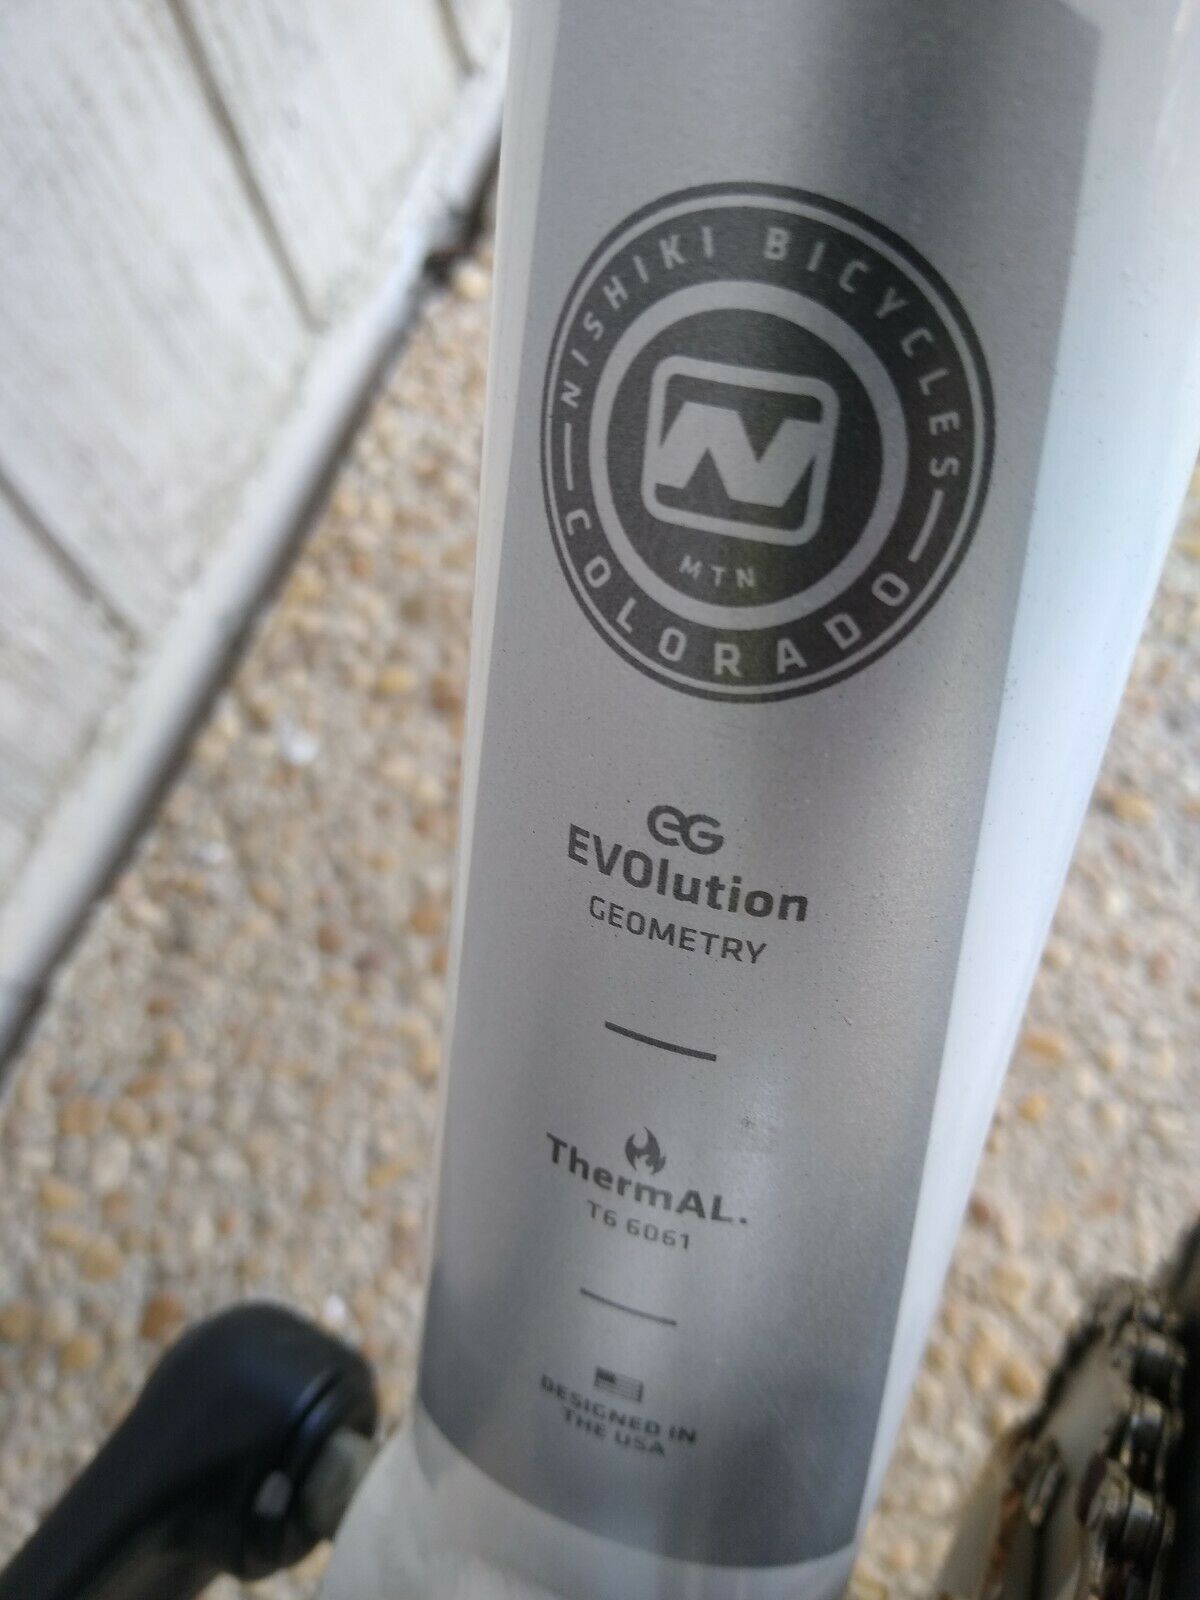 NISHIKI BICYCLES
N
MTN
COLORADO
eG
EVOlution
GEOMETRY
ThermAL.
T6 6061
DESIGNED IN
THE USA